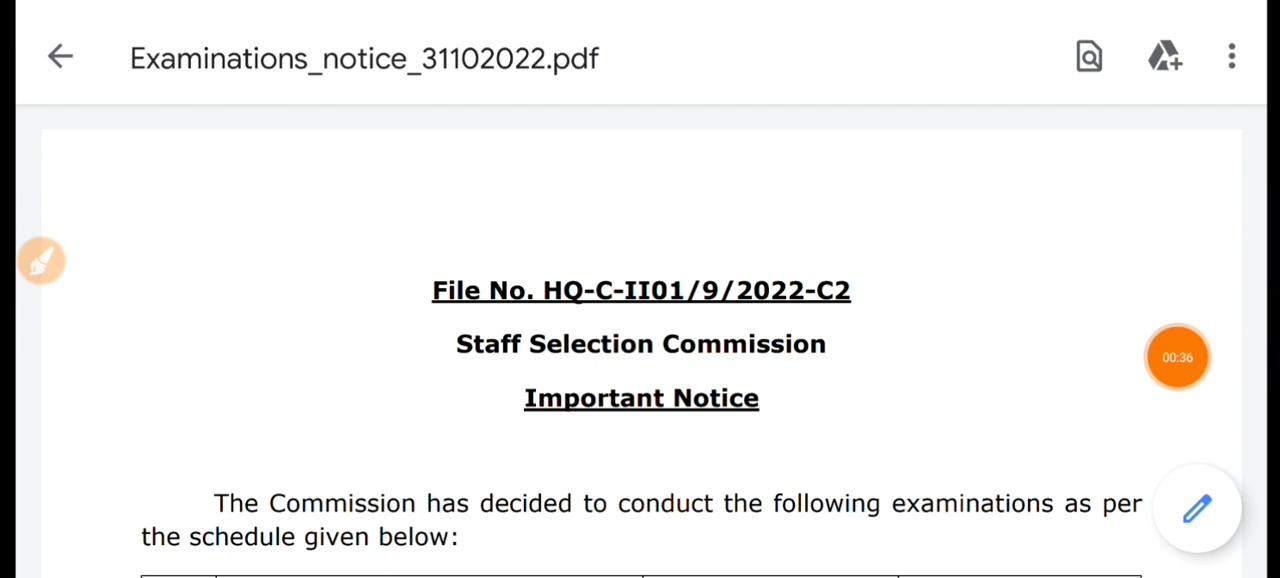 Examinations_notice_31102022.pdf
File No. HQ-C-II01/9/2022-C2
Staff Selection Commission
Important Notice
00:36
The Commission has decided to conduct the following examinations as per
the schedule given below: